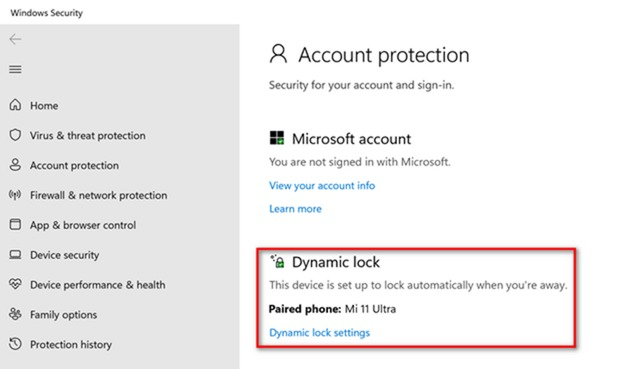 Windows Security
Home
Virus & threat protection
Account protection
Firewall & network protection
App & browser control
Device security
Device performance & health
Family options
Protection history
Account protection
Security for your account and sign-in.
Microsoft account
You are not signed in with Microsoft.
View your account info
Learn more
Dynamic lock
This device is set up to lock automatically when you're away.
Paired phone: Mi 11 Ultra
Dynamic lock settings